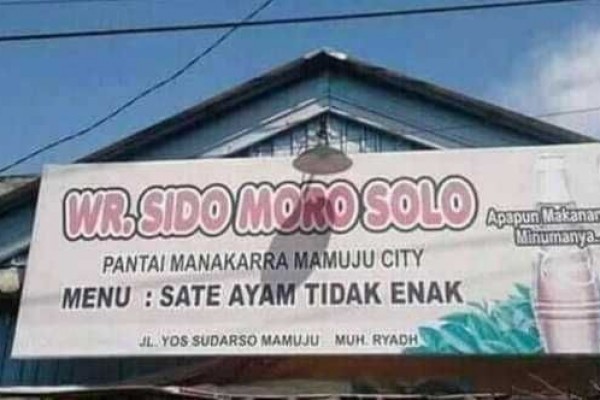 WR. SIDO MORO SOLO
Apapun Makanan
Minumanya..
PANTAI MANAKARRA MAMUJU CITY
MENU : SATE AYAM TIDAK ENAK
JL. YOS SUDARSO MAMUJU MUH. RYADH